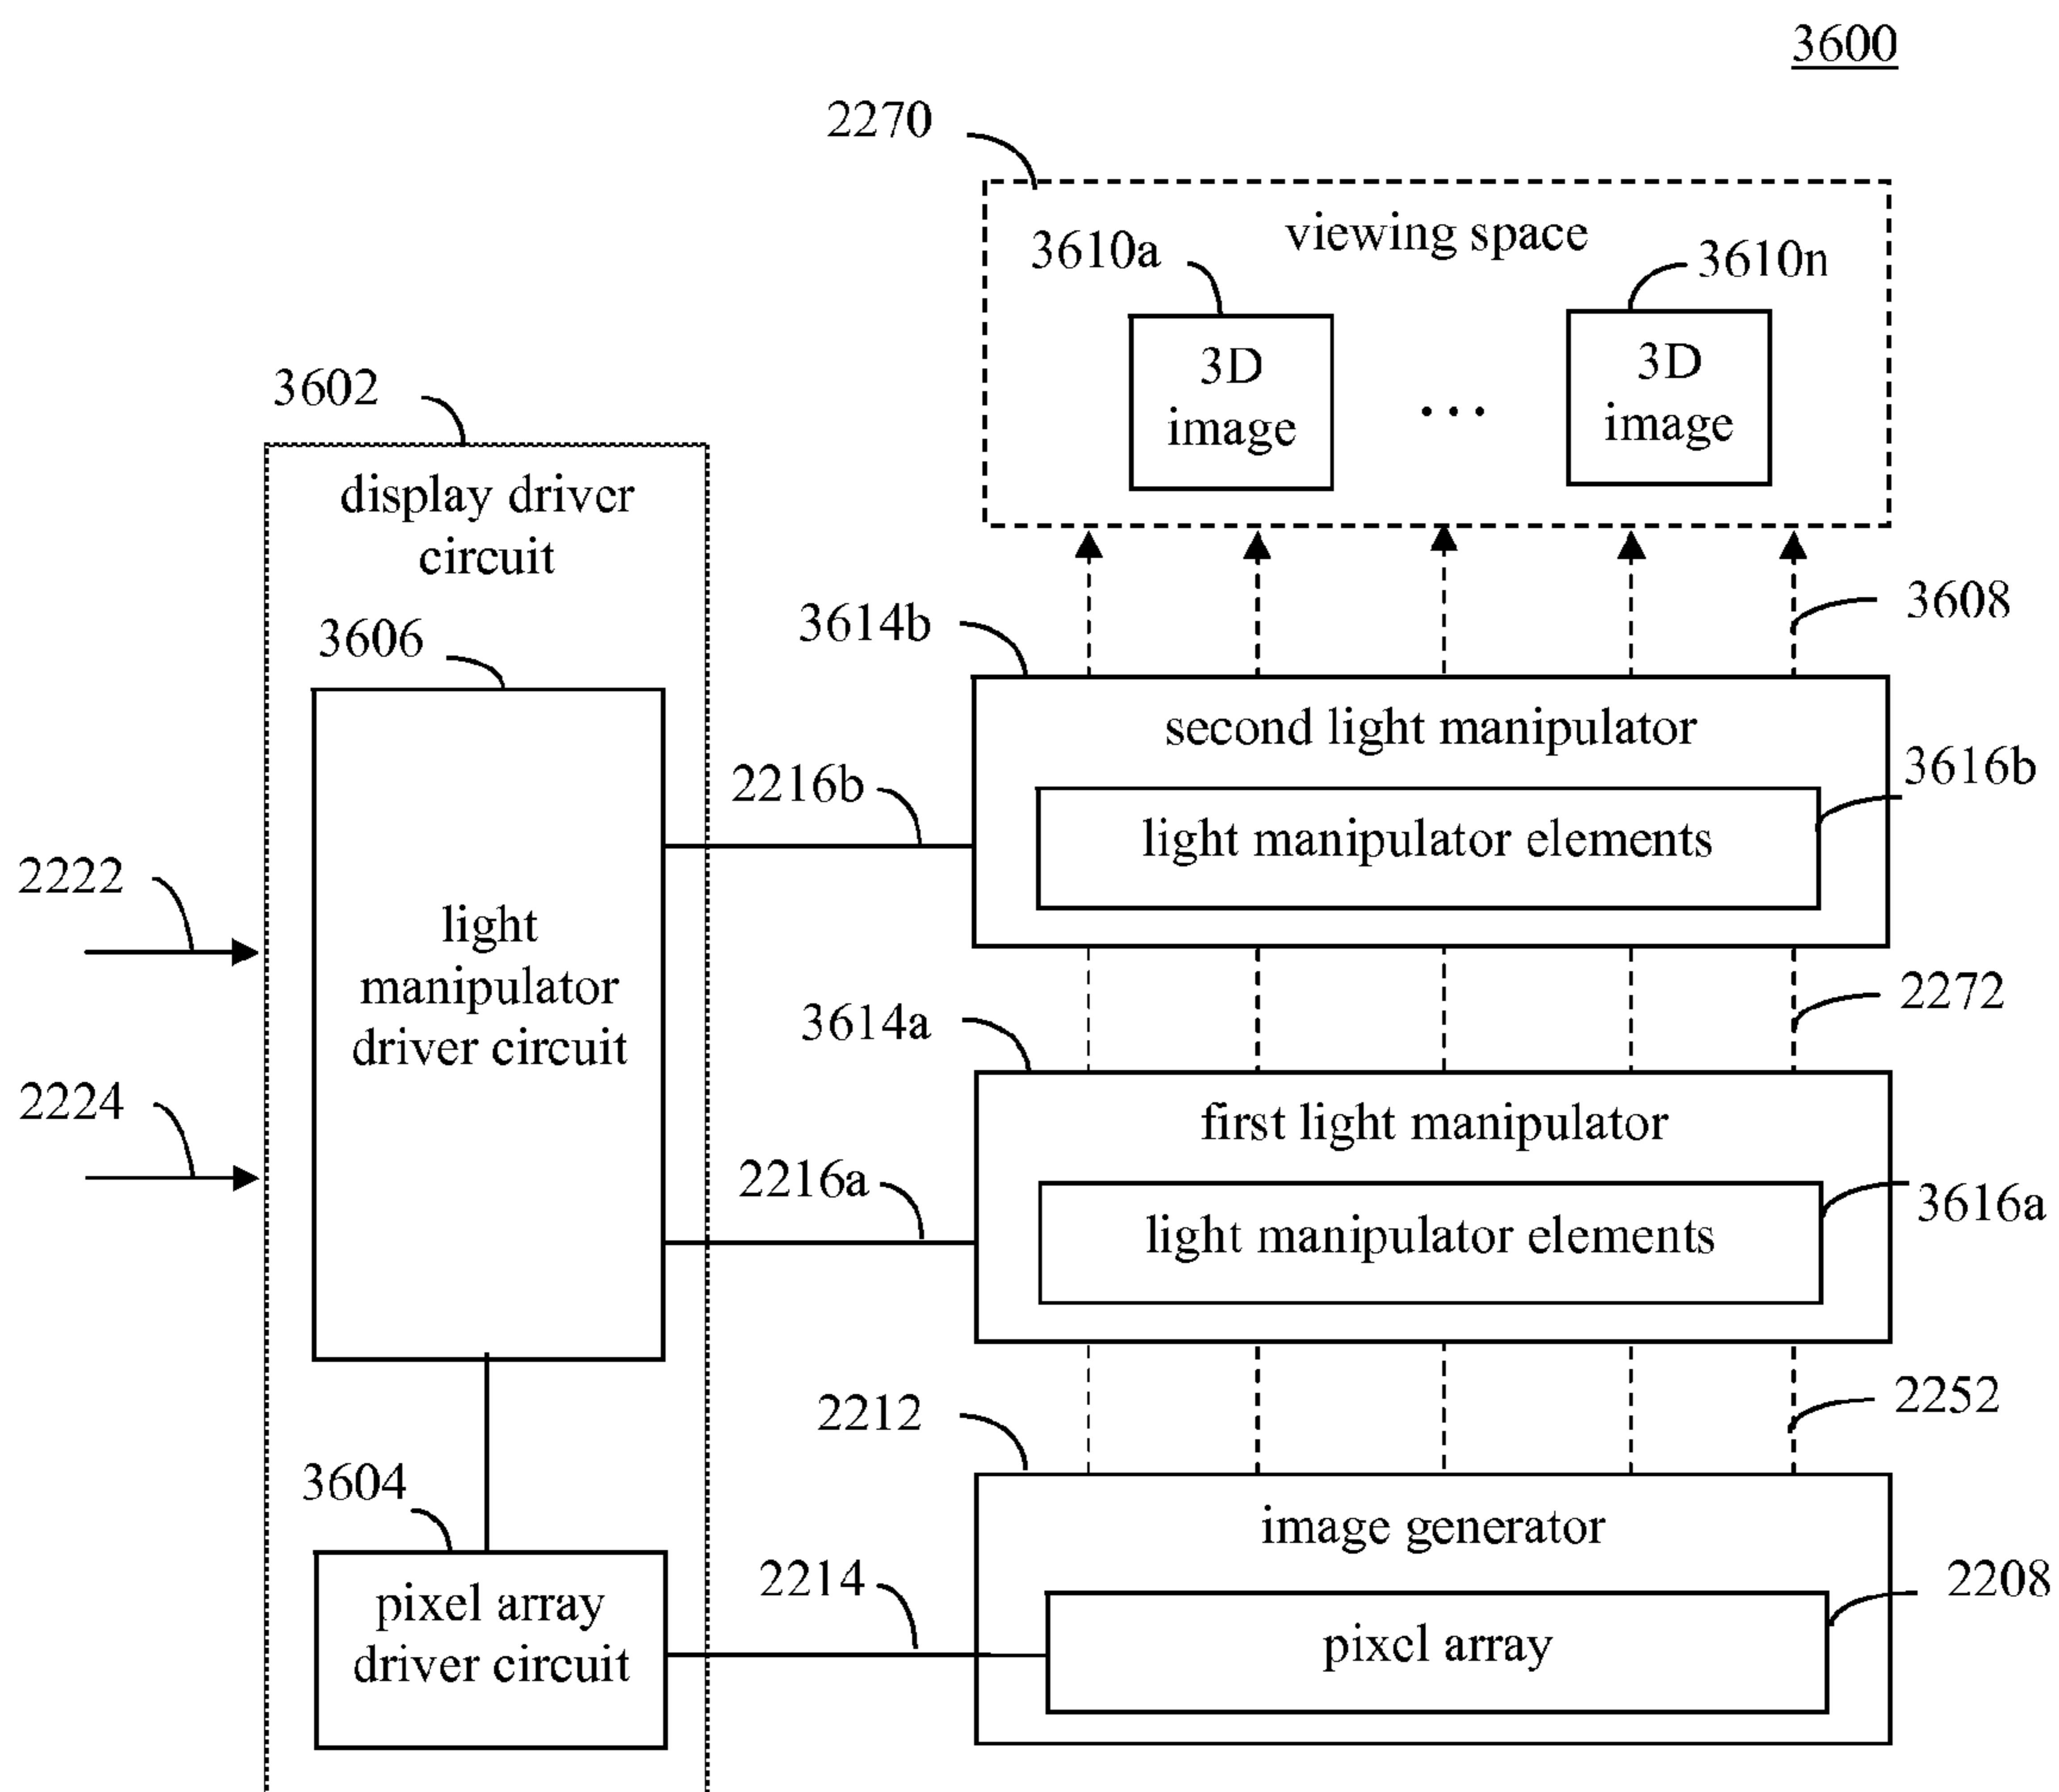 3600
2270
viewing space
3610a
3610n
3D
image
...
3D
image
3602
display driver
circuit
3614b
3608
3606
second light manipulator
2216b
3616b
light manipulator elements
2222
light
manipulator
driver circuit
2272
3614a
2224
first light manipulator
2216a
3616a
light manipulator elements
2212
2252
3604
image generator
2214
2208
pixel array
driver circuit
pixel array